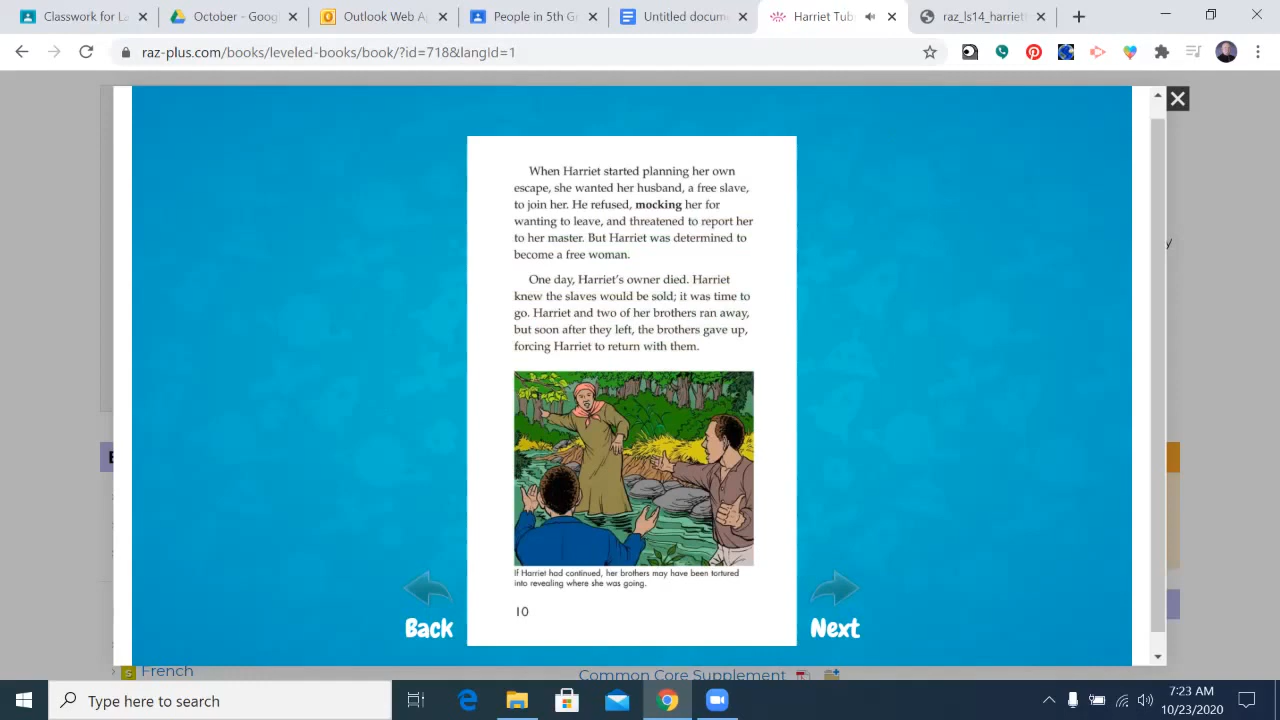 Classwork for La
Drive - Goog
Outlook Web A
People in 5th Gr
Untitled docum
Harriet Tub
raz_ls14_harriet
raz-plus.com/books/leveled-books/book/?id=718&langId=1
When Harriet started planning her own
escape, she wanted her husband, a free slave,
to join her. He refused, mocking her for
wanting to leave, and threatened to report her
to her master. But Harriet was determined to
become a free woman.
One day, Harriet's owner died. Harriet
knew the slaves would be sold; it was time to
go. Harriet and two of her brothers ran away,
but soon after they left, the brothers gave up,
forcing Harriet to return with them.
If Harriet had continued, her brothers may have been tortured
into revealing where she was going.
10
Back
Next
French
Common Core Supplement
Type here to search
7:23 AM
10/23/2020